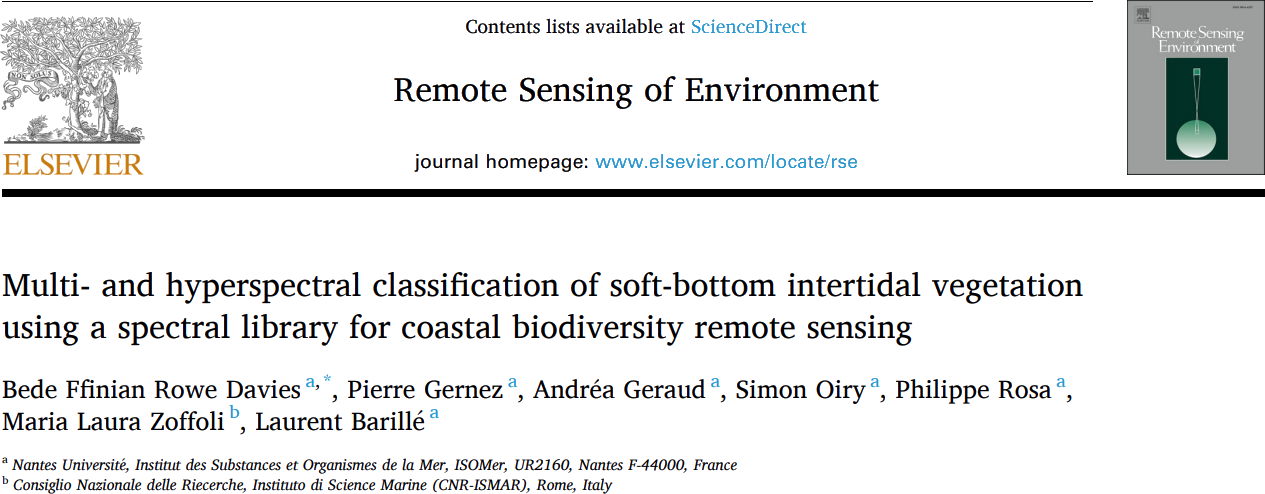 Contents lists available at ScienceDirect
Remote Sensing of Environment
journal homepage: www.elsevier.com/locate/rse
NON SOLUS
ELSEVIER
Remote Sensing
of
Environment
Multi- and hyperspectral classification of soft-bottom intertidal vegetation
using a spectral library for coastal biodiversity remote sensing
Bede Ffinian Rowe Davies a,*, Pierre Gernez a, Andréa Geraud a, Simon Oiry a, Philippe Rosa a,
Maria Laura Zoffoli b, Laurent Barillé a
a Nantes Université, Institut des Substances et Organismes de la Mer, ISOMer, UR2160, Nantes F-44000, France
b Consiglio Nazionale delle Riecerche, Instituto di Science Marine (CNR-ISMAR), Rome, Italy